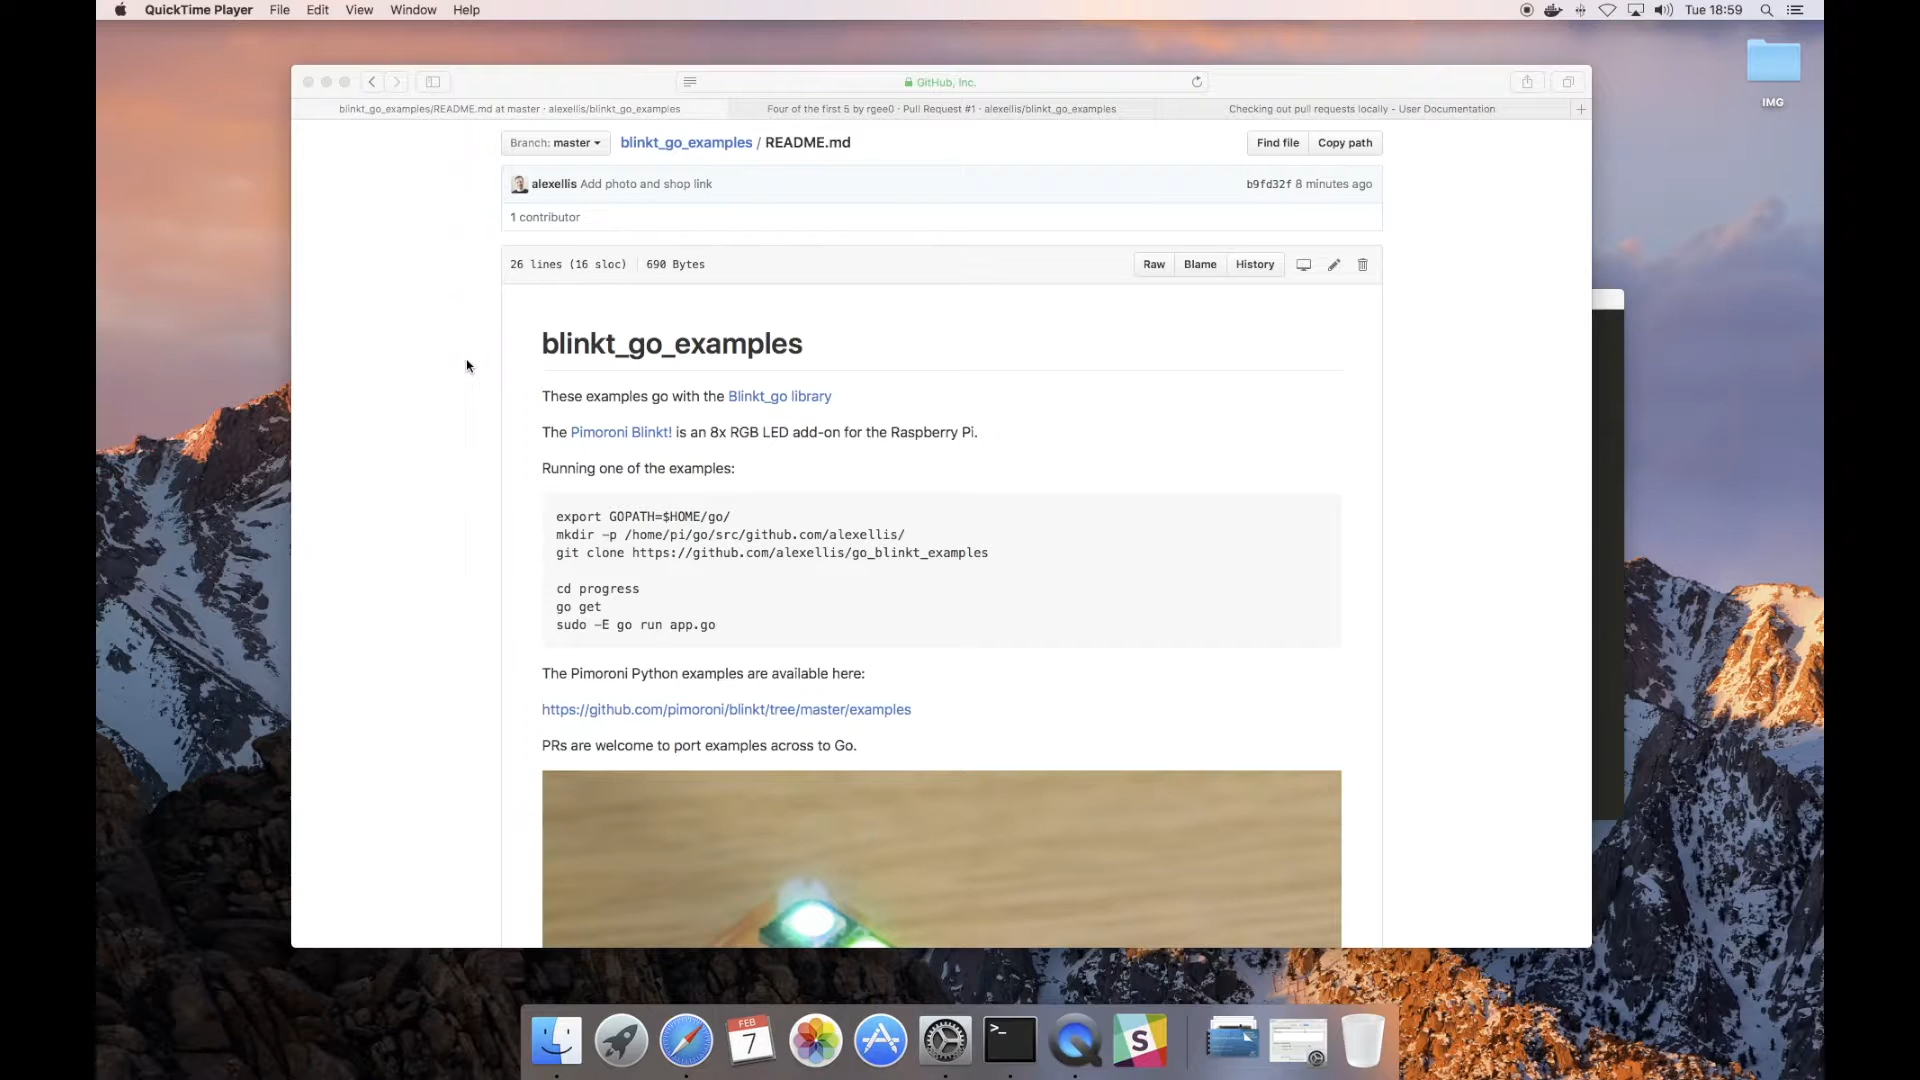 QuickTime Player File Edit View Window Help
Tue 18:59
IMG
GitHub, Inc.
blinkt_go_examples/README.md at master · alexellis/blinkt_go_examples
Four of the first 5 by rgee0 · Pull Request #1 · alexellis/blinkt_go_examples
Checking out pull requests locally - User Documentation
Branch: master
blinkt_go_examples / README.md
Find file
Copy path
alexellis Add photo and shop link
b9fd32f 8 minutes ago
1 contributor
26 lines (16 sloc) 690 Bytes
Raw Blame History
blinkt_go_examples
These examples go with the Blinkt_go library
The Pimoroni Blinkt! is an 8x RGB LED add-on for the Raspberry Pi.
Running one of the examples:
export GOPATH=$HOME/go/
mkdir -p /home/pi/go/src/github.com/alexellis/
git clone https://github.com/alexellis/go_blinkt_examples
cd progress
go get
sudo -E go run app.go
The Pimoroni Python examples are available here:
https://github.com/pimoroni/blinkt/tree/master/examples
PRs are welcome to port examples across to Go.
FEB
7
>_
S